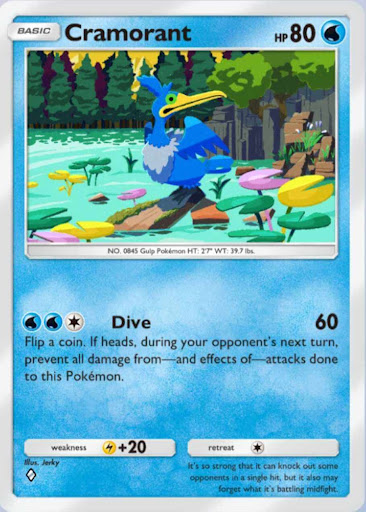 BASIC
Cramorant
HP 80
NO. 0845 Gulp Pokémon HT: 2'7" WT: 39.7 lbs.
Dive 60
Flip a coin. If heads, during your opponent's next turn,
prevent all damage from—and effects of—attacks done
to this Pokémon.
weakness +20
retreat
Illus. Jerky
It's so strong that it can knock out some
opponents in a single hit, but it also may
forget what it's battling midfight.